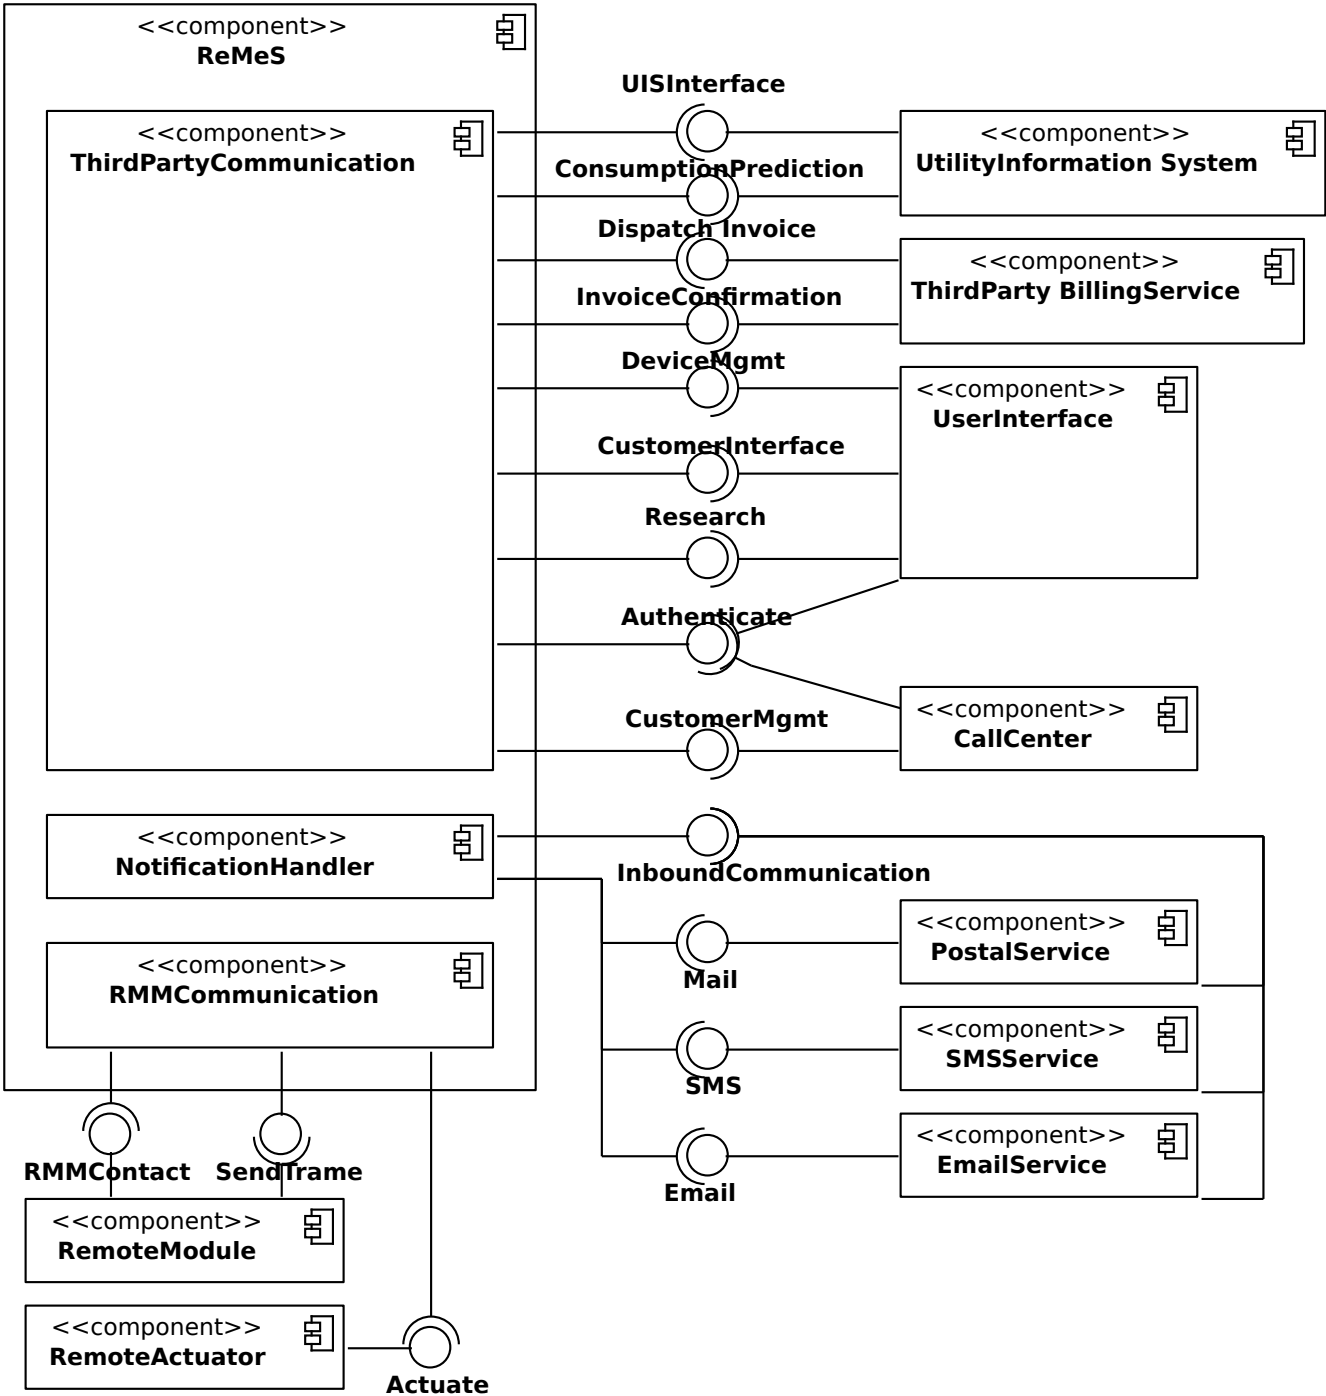 <<component>>
ReMeS
<<component>>
ThirdPartyCommunication
UISInterface
<<component>>
UtilityInformation System
ConsumptionPrediction
Dispatch Invoice
<<component>>
ThirdParty BillingService
InvoiceConfirmation
DeviceMgmt
<<component>>
UserInterface
CustomerInterface
Research
Authenticate
CustomerMgmt
<<component>>
CallCenter
<<component>>
NotificationHandler
InboundCommunication
<<component>>
PostalService
Mail
<<component>>
RMMCommunication
<<component>>
SMSService
SMS
<<component>>
EmailService
Email
RMMContact
SendTrame
<<component>>
RemoteModule
<<component>>
RemoteActuator
Actuate